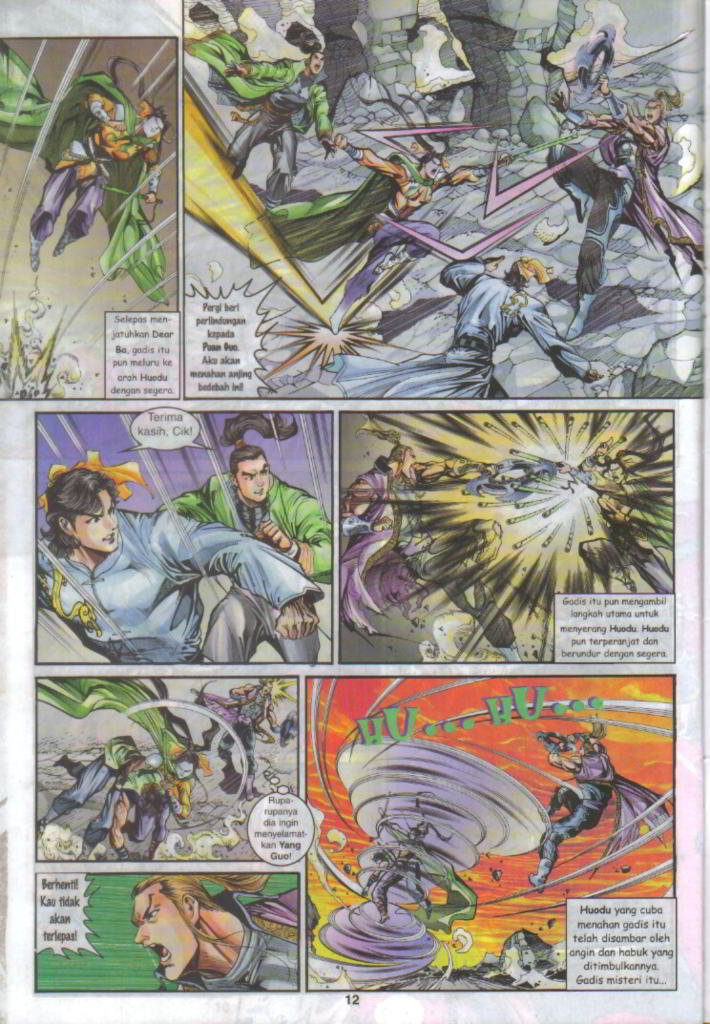 Selepas men-
jatuhkan Dear
Ba, gadis itu
pun meluru ke
arah Huodu
dengan segera.
Pergi beri
perlindungan
kepada
Puan Guo.
Aku akan
menahan anjing
bedebah ini!
Terima
kasih, Cik!
Gadis itu pun mengambil
langkah utama untuk
menyerang Huodu. Huodu
pun terperanjat dan
berundur dengan segera.
Rupa-
rupanya
dia ingin
menyelamat-
kan Yang
Guo!
HU... HU...
Berhenti!
Kau tidak
akan
terlepas!
Huodu yang cuba
menahan gadis itu
telah disambar oleh
angin dan habuk yang
ditimbulkannya.
Gadis misteri itu...
12